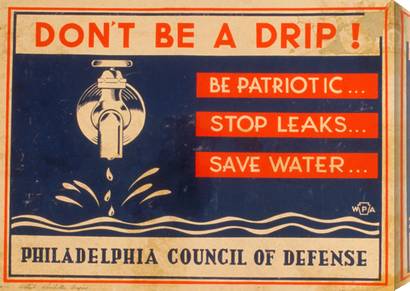 DON'T BE A DRIP!
BE PATRIOTIC...
STOP LEAKS...
SAVE WATER...
WPA
PHILADELPHIA COUNCIL OF DEFENSE